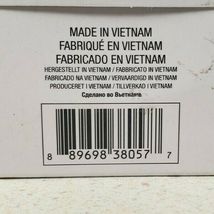 MADE IN VIETNAM
FABRIQUÉ EN VIETNAM
FABRICADO EN VIETNAM
HERGESTELLT IN VIETNAM / FABBRICATO IN VIETNAM
FABRICADO NA VIETNAM / VERVAARDIGD IN VIETNAM
PRODUCERET I VIETNAM / TILLVERKAD I VIETNAM
Сделано во Вьетнаме
8 89698 38057 7